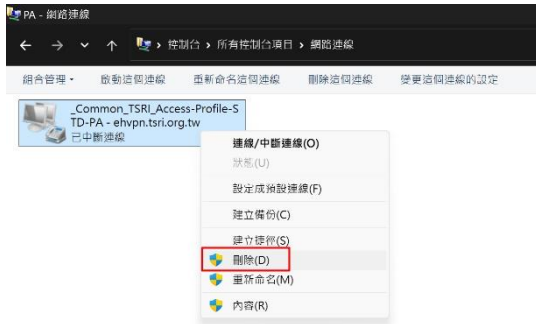 PA - 網路連線
控制台 › 所有控制台項目 › 網路連線
組合管理 啟動這個連線 重新命名這個連線 刪除這個連線 變更這個連線的設定
_Common_TSRI_Access-Profile-S
TD-PA - ehvpn.tsri.org.tw
已中斷連線
連線/中斷連線(O)
狀態(U)
設定成預設連線(F)
建立備份(C)
建立捷徑(S)
刪除(D)
重新命名(M)
內容(R)